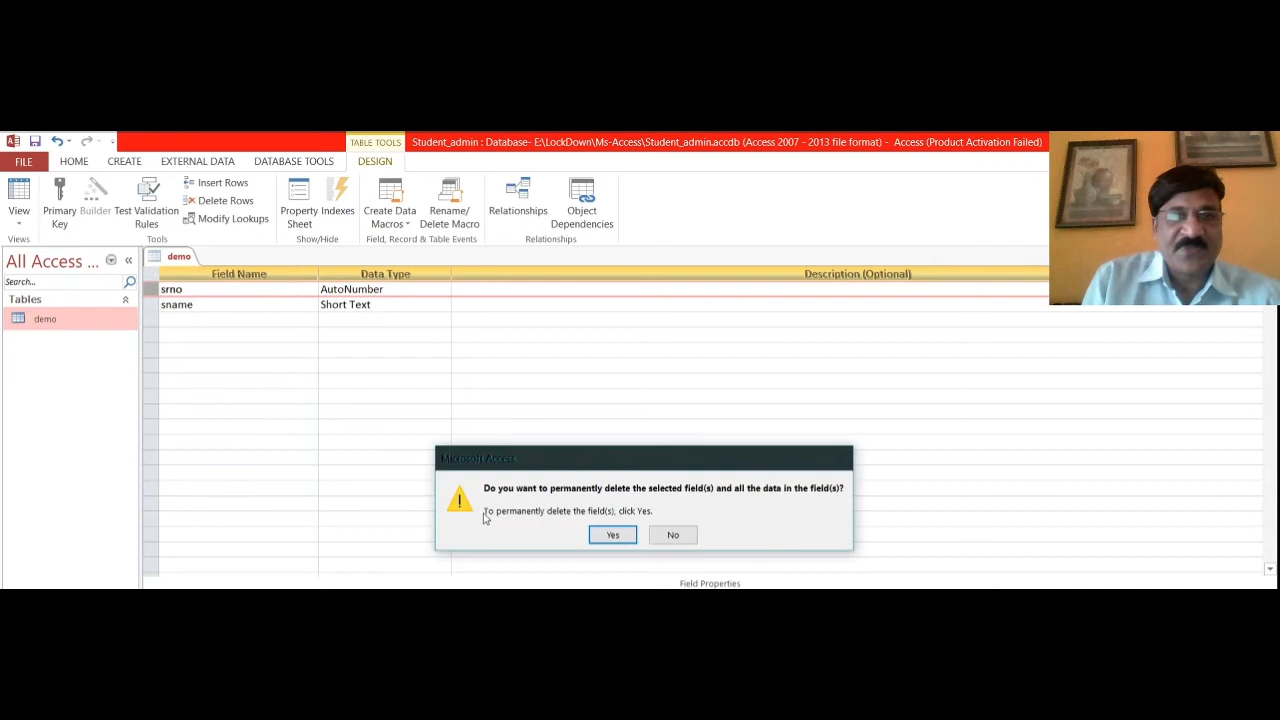 TABLE TOOLS
Student_admin : Database- E:\LockDown\Ms-Access\Student_admin.accdb (Access 2007 - 2013 file format) - Access (Product Activation Failed)
FILE HOME CREATE EXTERNAL DATA DATABASE TOOLS DESIGN
View
Primary Key
Builder
Test Validation Rules
Insert Rows
Delete Rows
Modify Lookups
Property Sheet
Indexes
Create Data Macros
Rename/ Delete Macro
Relationships
Object Dependencies
Views Tools Show/Hide Field, Record & Table Events Relationships
All Access ...
Search...
Tables
demo
demo
Field Name Data Type Description (Optional)
srno AutoNumber
sname Short Text
Microsoft Access
Do you want to permanently delete the selected field(s) and all the data in the field(s)?
To permanently delete the field(s), click Yes.
Yes No
Field Properties